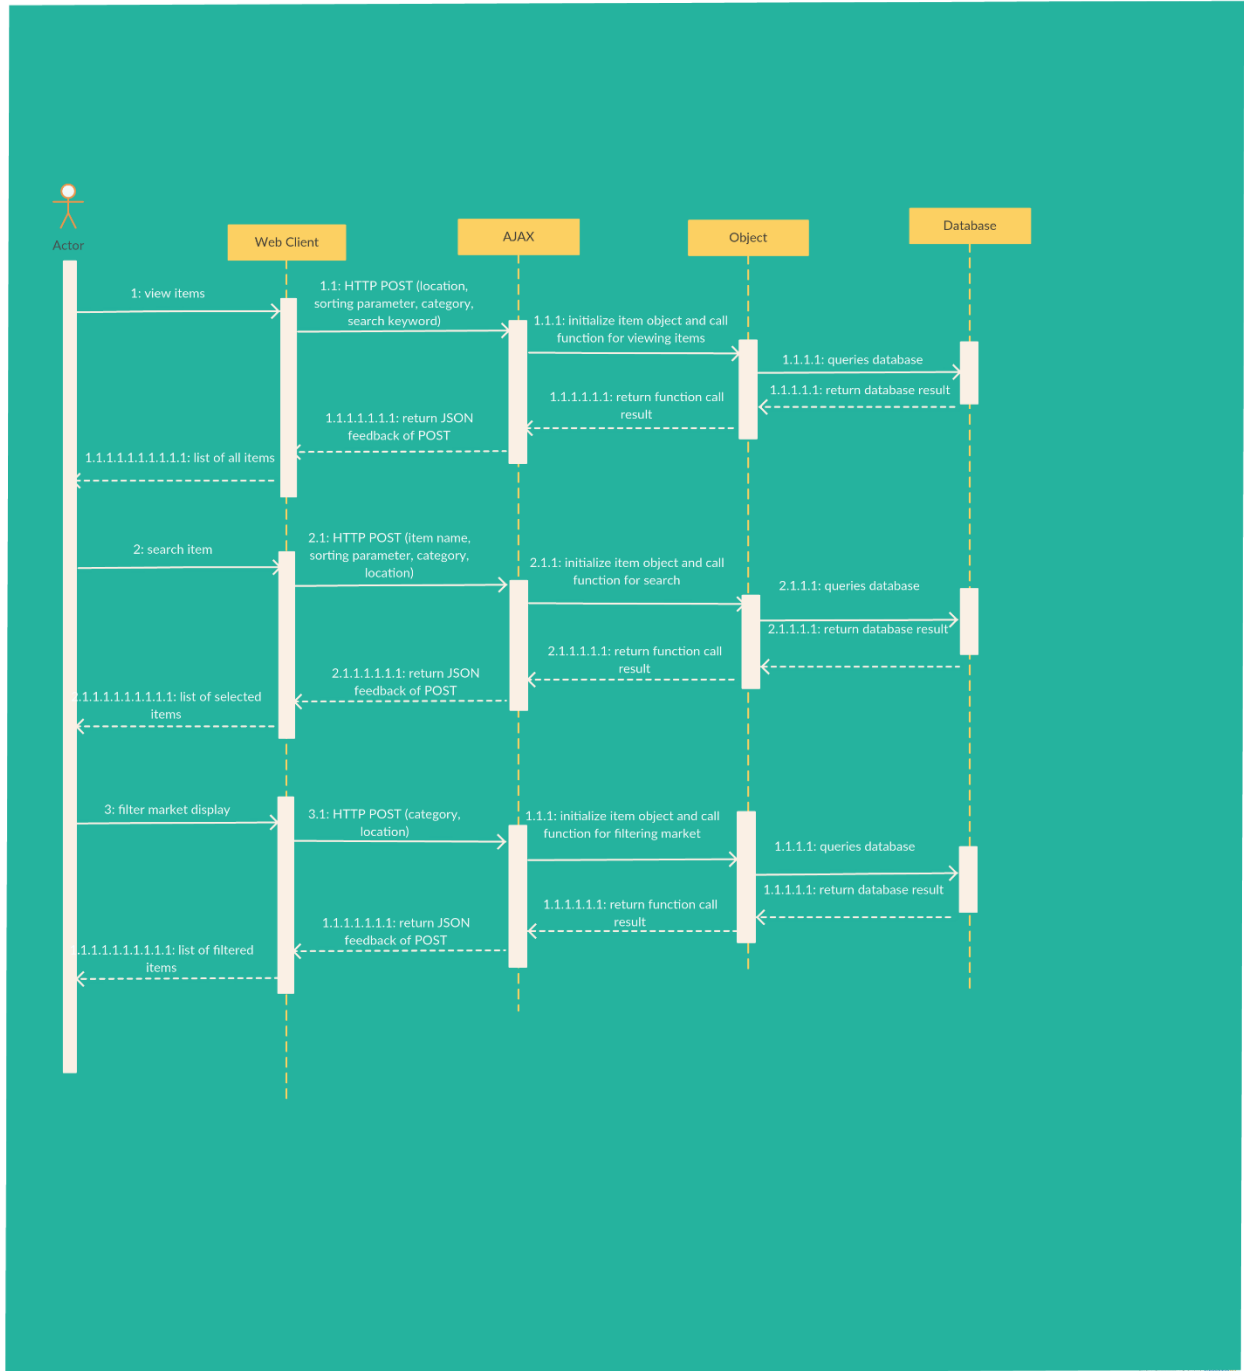 Actor
Web Client
AJAX
Object
Database
1: view items
1.1: HTTP POST (location,
sorting parameter, category,
search keyword)
1.1.1: initialize item object and call
function for viewing items
1.1.1.1: queries database
1.1.1.1.1: return database result
1.1.1.1.1.1: return function call
result
1.1.1.1.1.1.1: return JSON
feedback of POST
1.1.1.1.1.1.1.1.1.1: list of all items
2: search item
2.1: HTTP POST (item name,
sorting parameter, category,
location)
2.1.1: initialize item object and call
function for search
2.1.1.1: queries database
2.1.1.1.1: return database result
2.1.1.1.1.1: return function call
result
2.1.1.1.1.1.1: return JSON
feedback of POST
2.1.1.1.1.1.1.1.1.1: list of selected
items
3: filter market display
3.1: HTTP POST (category,
location)
1.1.1: initialize item object and call
function for filtering market
1.1.1.1: queries database
1.1.1.1.1: return database result
1.1.1.1.1.1: return function call
result
1.1.1.1.1.1.1: return JSON
feedback of POST
.1.1.1.1.1.1.1.1.1: list of filtered
items